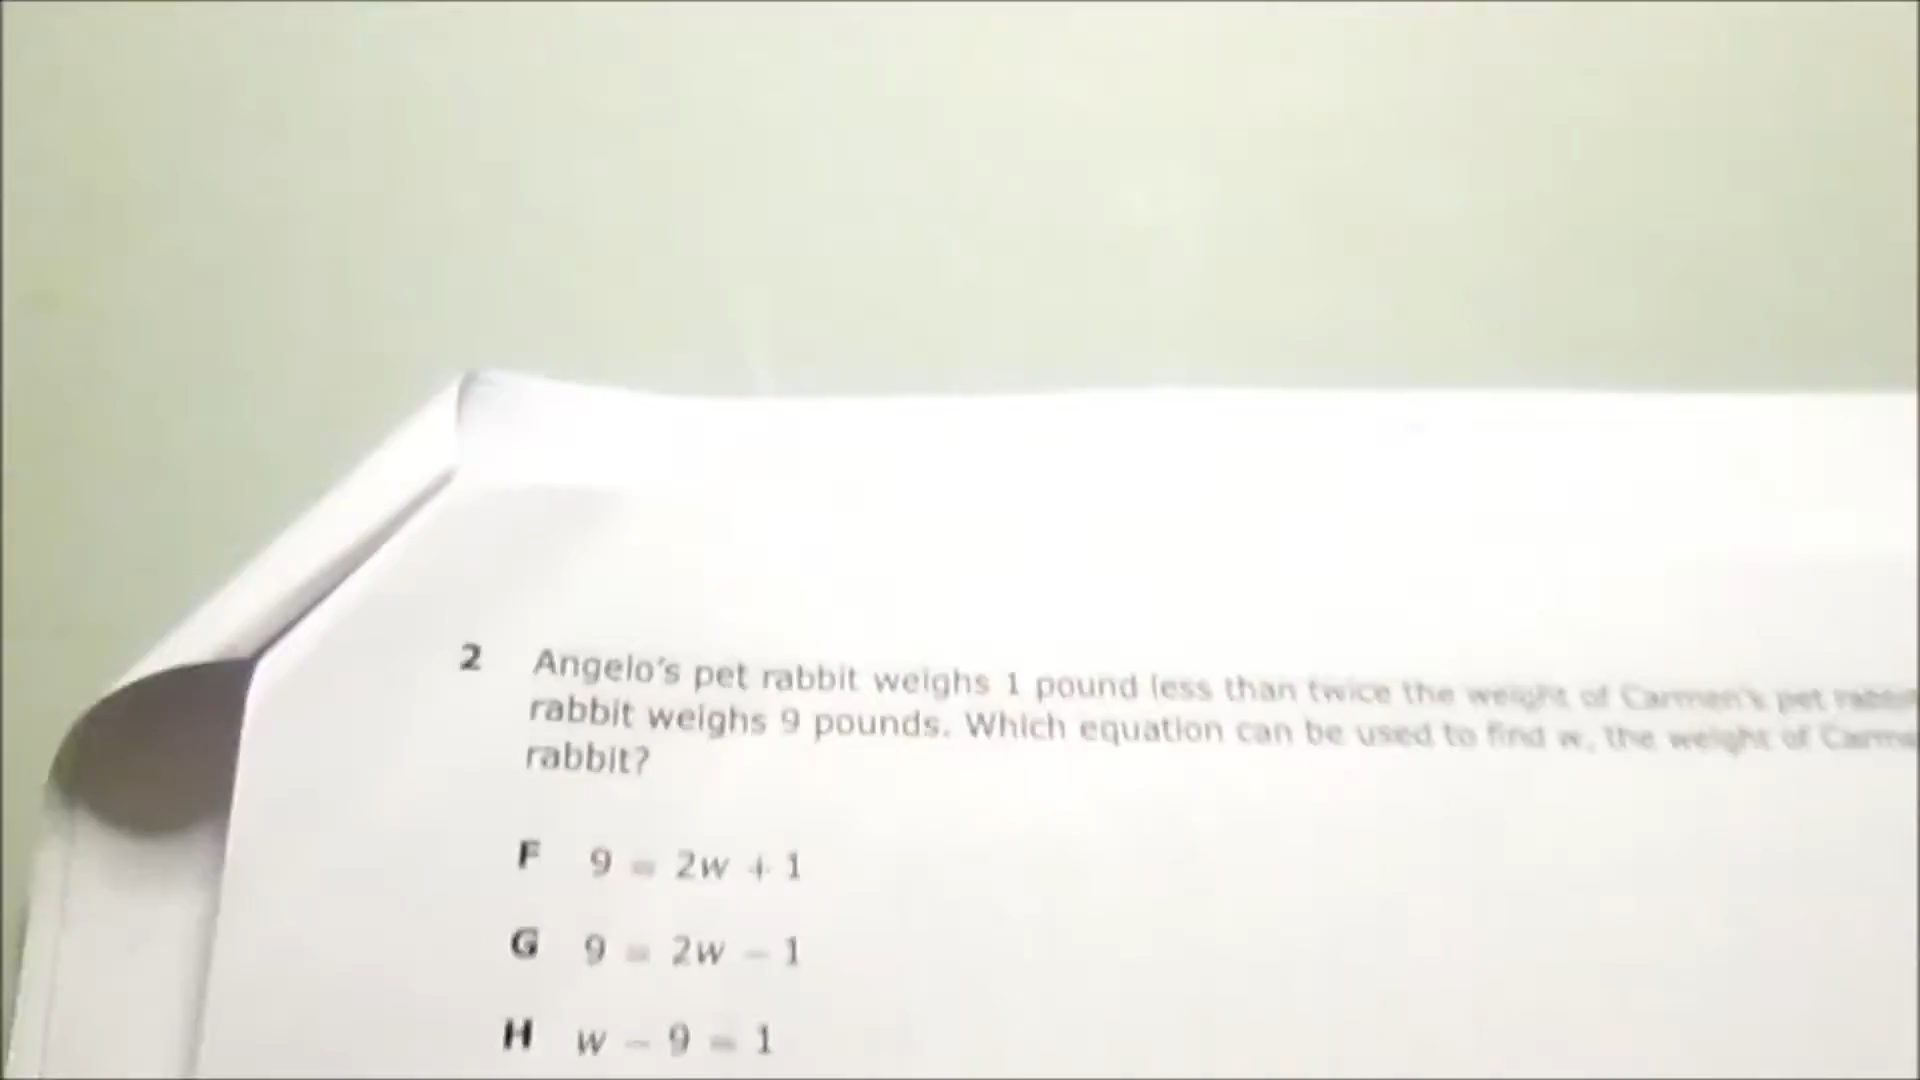 2 Angelo's pet rabbit weighs 1 pound less than twice the weight of Carmen's pet
rabbit weighs 9 pounds. Which equation can be used to find w, the weight of
rabbit?
F 9 = 2w + 1
G 9 = 2w − 1
H w − 9 = 1